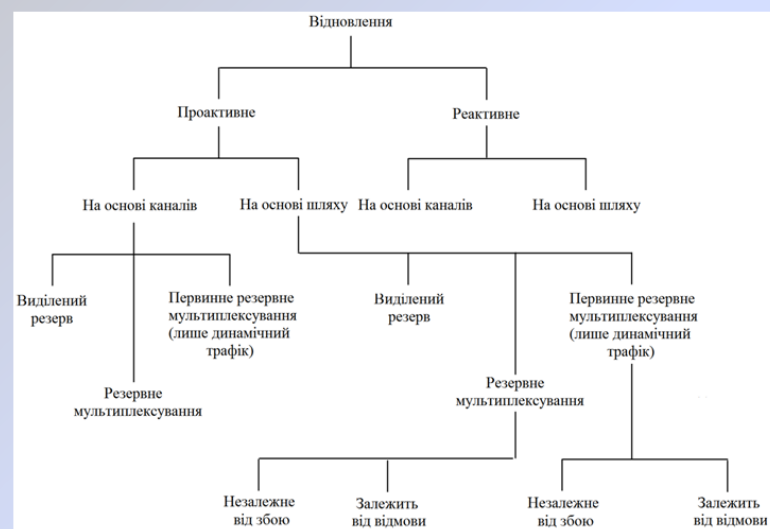 Відновлення
Проактивне
Реактивне
На основі каналів
На основі шляху
На основі каналів
На основі шляху
Виділений
резерв
Первинне резервне
мультиплексування
(лише динамічний
трафік)
Виділений
резерв
Первинне резервне
мультиплексування
(лише динамічний
трафік)
Резервне
мультиплексування
Резервне
мультиплексування
Незалежне
від збою
Залежить
від відмови
Незалежне
від збою
Залежить
від відмови